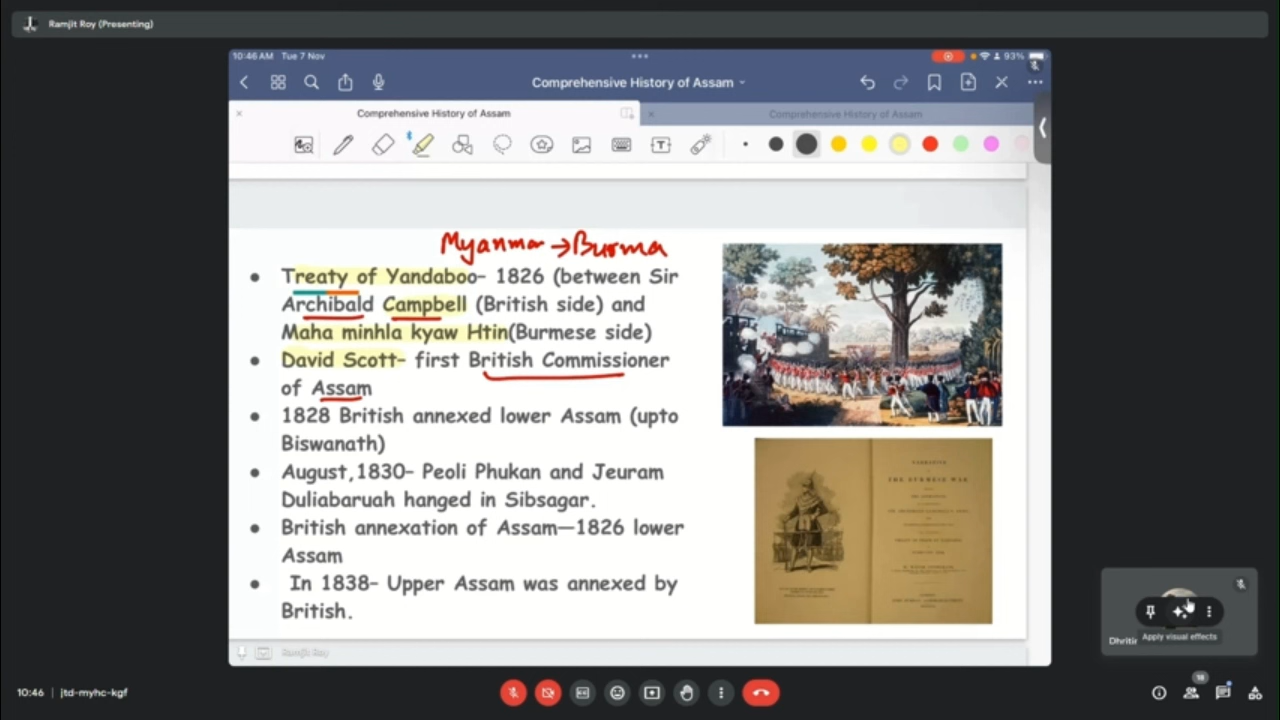 Ramjit Roy (Presenting)
10:46 AM Tue 7 Nov
93%
Comprehensive History of Assam
Comprehensive History of Assam
Comprehensive History of Assam
Myanmar → Burma
• Treaty of Yandaboo- 1826 (between Sir
Archibald Campbell (British side) and
Maha minhla kyaw Htin(Burmese side)
• David Scott- first British Commissioner
of Assam
• 1828 British annexed lower Assam (upto
Biswanath)
• August,1830- Peoli Phukan and Jeuram
Duliabaruah hanged in Sibsagar.
• British annexation of Assam—1826 lower
Assam
• In 1838- Upper Assam was annexed by
British.
NARRATIVE
THE BURMESE WAR
Ramjit Roy
Apply visual effects
10:46 | jtd-myhc-kgf
18